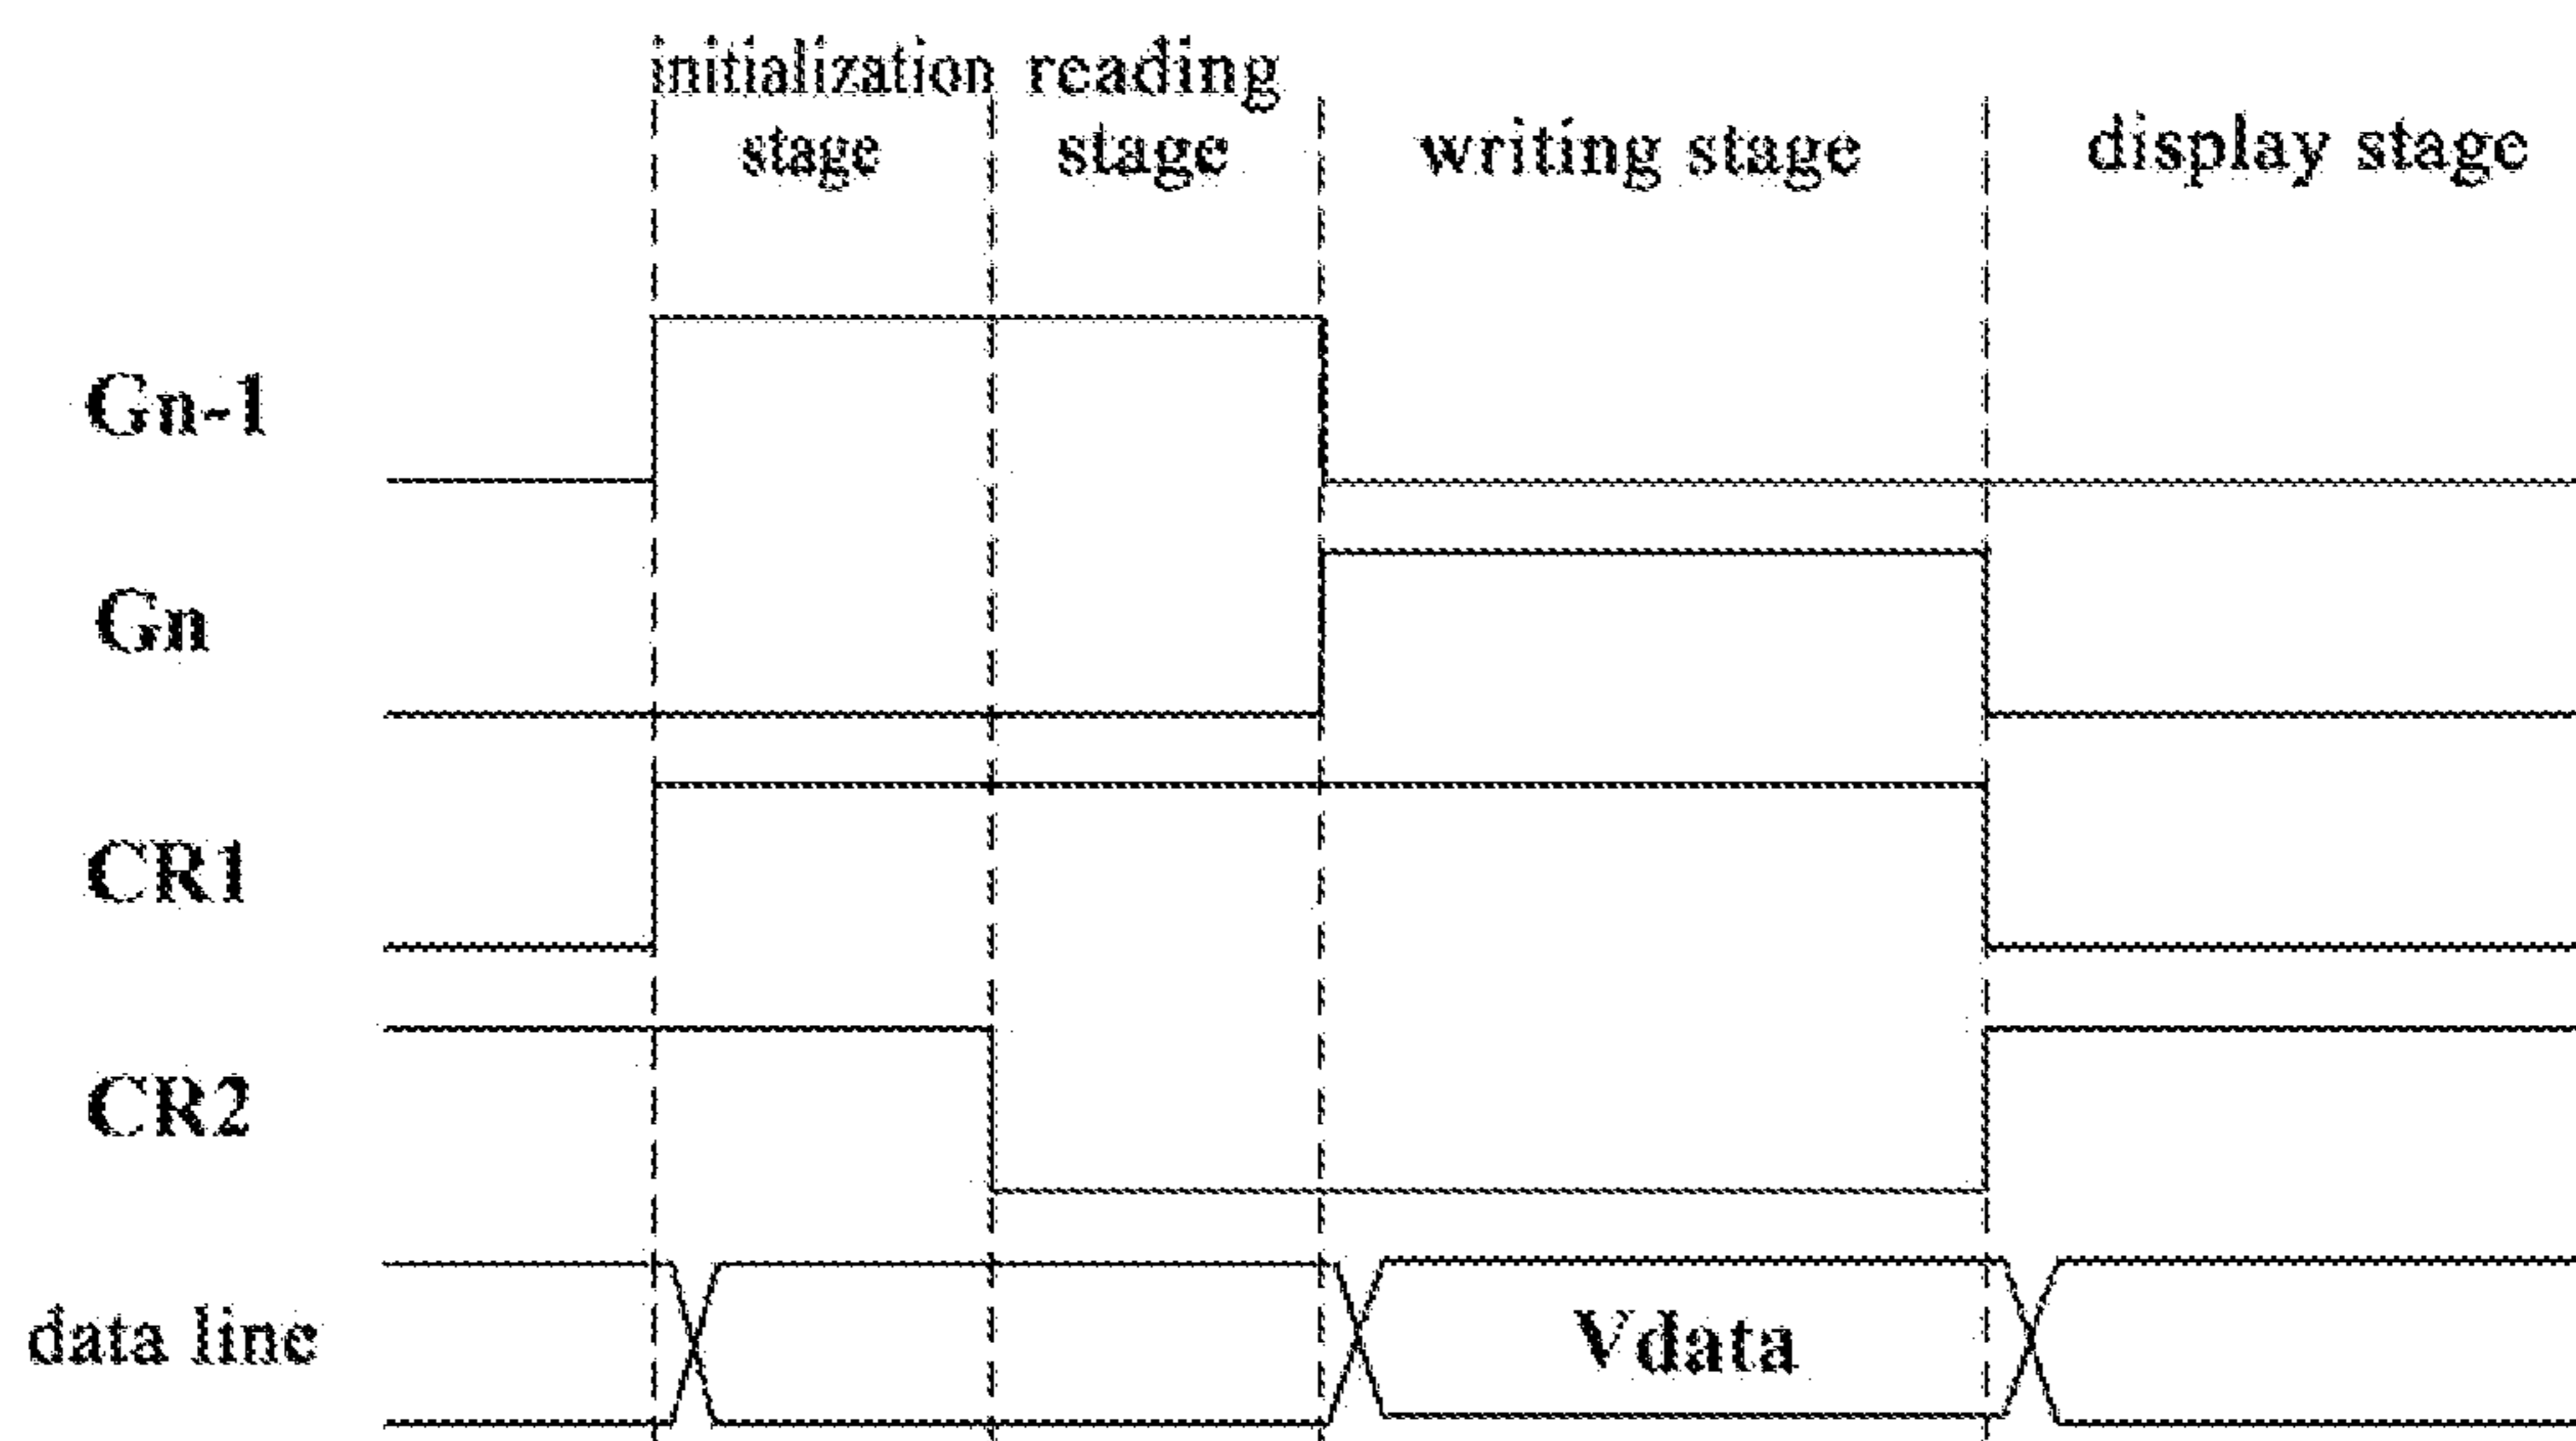 initialization reading
stage stage writing stage display stage
Gn-1
Gn
CR1
CR2
data line
Vdata